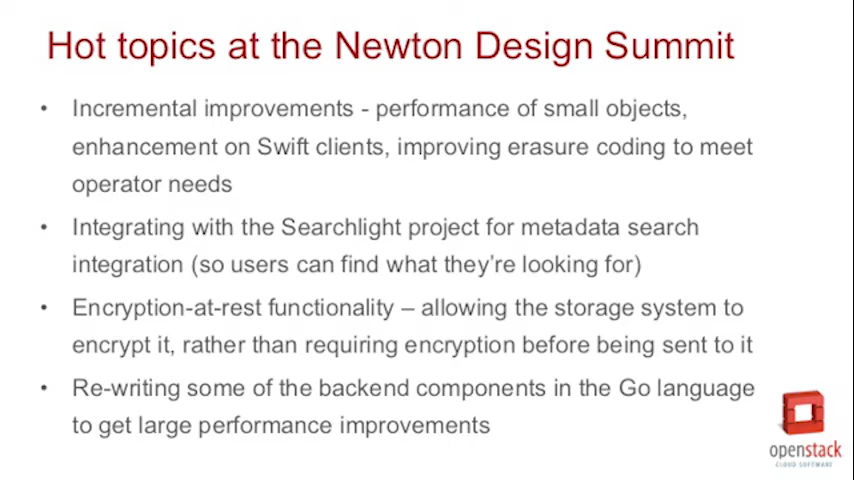 Hot topics at the Newton Design Summit
• Incremental improvements - performance of small objects,
enhancement on Swift clients, improving erasure coding to meet
operator needs
• Integrating with the Searchlight project for metadata search
integration (so users can find what they're looking for)
• Encryption-at-rest functionality – allowing the storage system to
encrypt it, rather than requiring encryption before being sent to it
• Re-writing some of the backend components in the Go language
to get large performance improvements
openstack
CLOUD SOFTWARE